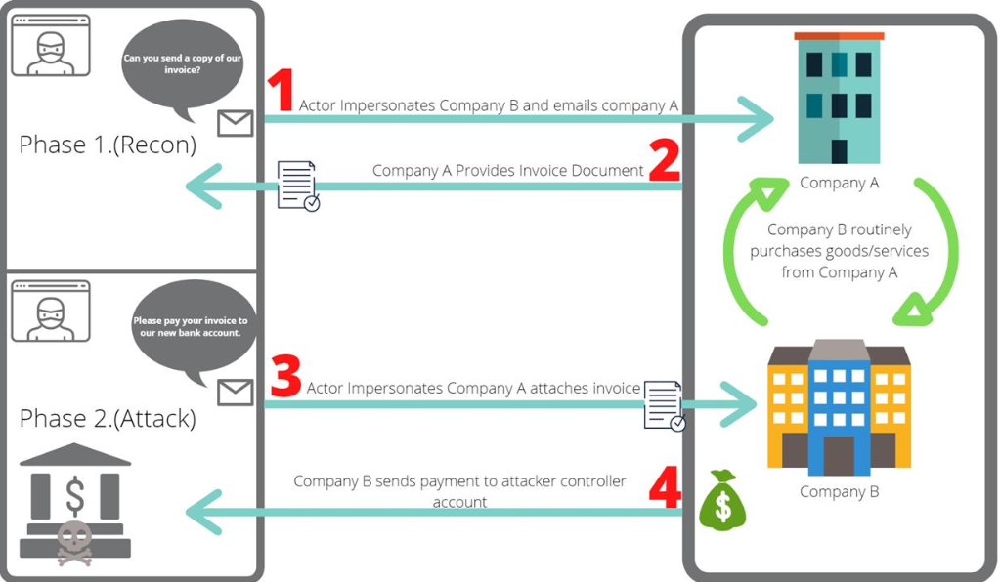 Can you send a copy of our
invoice?
Phase 1.(Recon)
1
Actor Impersonates Company B and emails company A
Company A Provides Invoice Document
2
Company A
Company B routinely
purchases goods/services
from Company A
Please pay your invoice to
our new bank account.
Phase 2.(Attack)
3
Actor Impersonates Company A attaches invoice
Company B sends payment to attacker controller
account
4
$
$
Company B